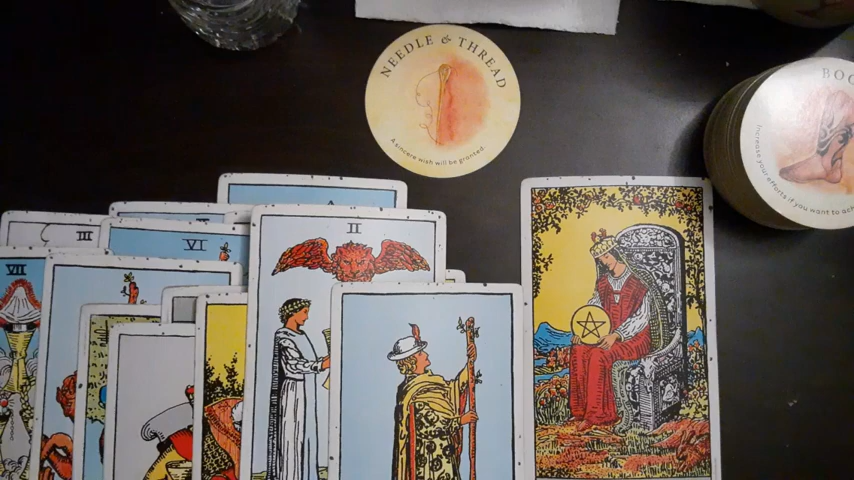 NEEDLE & THREAD
A sincere wish will be granted.
BOO
Increase your efforts if you want to ach
II
III
VI
VII